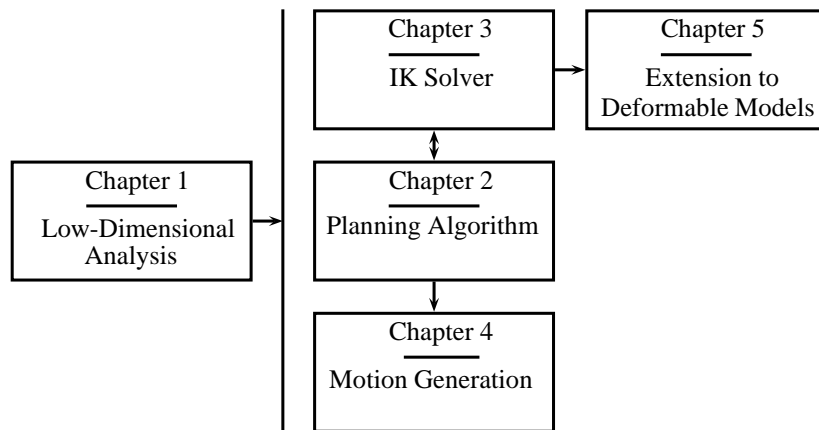 Chapter 3
IK Solver
Chapter 5
Extension to
Deformable Models
Chapter 1
Low-Dimensional
Analysis
Chapter 2
Planning Algorithm
Chapter 4
Motion Generation